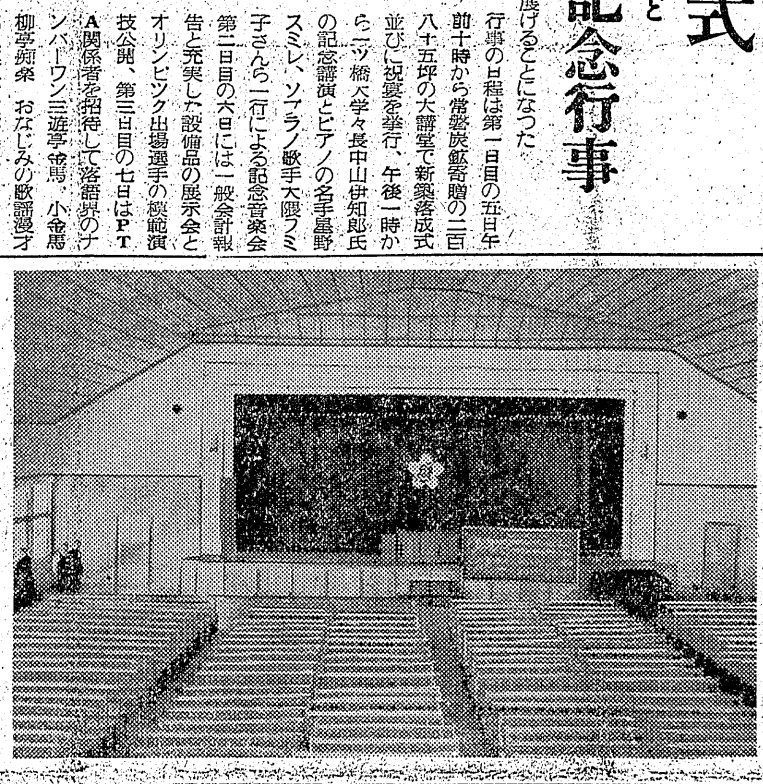 式
と
記念行事
展げることになつた
行事の日程は第一日目の五日午
前十時から常磐炭鉱寄贈の二百
八十五坪の大講堂で新築落成式
並びに祝宴を挙行、午後一時か
ら一ツ橋大学々長中山伊知郎氏
の記念講演とピアノの名手星野
スミレ、ソプラノ歌手大隈フミ
子さんら一行による記念音楽会
第二日目の六日には一般会計報
告と充実した設備品の展示会と
オリンピツク出場選手の模範演
技公開、第三日目の七日はPT
A関係者を招待して落語界のナ
ンバーワン三遊亭金馬、小金馬
柳亭痴楽 おなじみの歌謡漫才